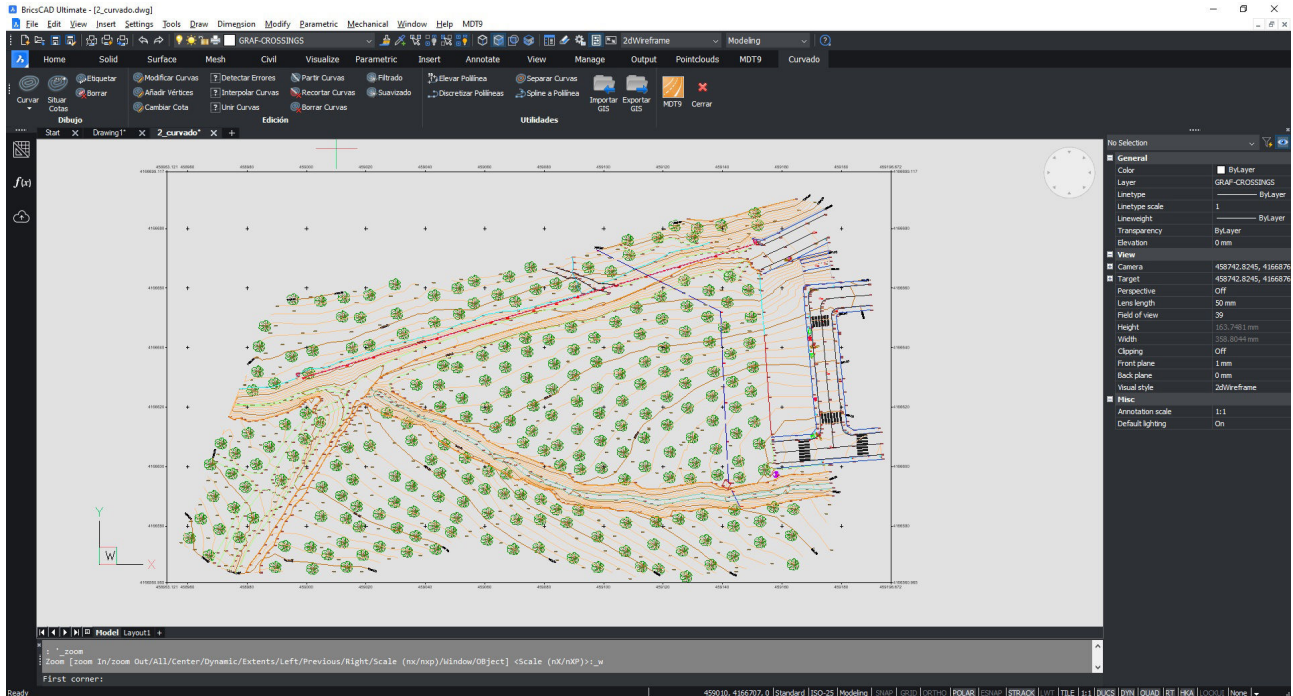 BricsCAD Ultimate - [2_curvado.dwg]
File Edit View Insert Settings Tools Draw Dimension Modify Parametric Mechanical Window Help MDT9
GRAF-CROSSINGS 2dWireframe Modeling
Home Solid Surface Mesh Civil Visualize Parametric Insert Annotate View Manage Output Pointclouds MDT9 Curvado
Etiquetar Modificar Curvas Detectar Errores Partir Curvas Filtrado Elevar Polilínea Separar Curvas
Borrar Añadir Vértices Interpolar Curvas Recortar Curvas Suavizado Discretizar Polilíneas Spline a Polilínea
Curvar Situar Cotas Cambiar Cota Unir Curvas Borrar Curvas Importar GIS Exportar GIS MDT9 Cerrar
Dibujo Edición Utilidades
Start Drawing1* 2_curvado*
No Selection
General
Color ByLayer
Layer GRAF-CROSSINGS
Linetype ByLayer
Linetype scale 1
Lineweight ByLayer
Transparency ByLayer
Elevation 0 mm
View
Camera 458742.8245, 4166876
Target 458742.8245, 4166876
Perspective Off
Lens length 50 mm
Field of view 39
Height 163.7481 mm
Width 358.8044 mm
Clipping Off
Front plane 1 mm
Back plane 0 mm
Visual style 2dWireframe
Misc
Annotation scale 1:1
Default lighting On
f(x)
Y
W
X
Model Layout1 +
: '_zoom
Zoom [zoom In/zoom Out/All/Center/Dynamic/Extents/Left/Previous/Right/Scale (nx/nxp)/Window/OBject] <Scale (nX/nXP)>:_w
First corner:
Ready 459010, 4166707, 0 Standard ISO-25 Modeling SNAP GRID ORTHO POLAR ESNAP STRACK LWT TILE 1:1 DUCS DYN QUAD RT HKA LOCKUI None